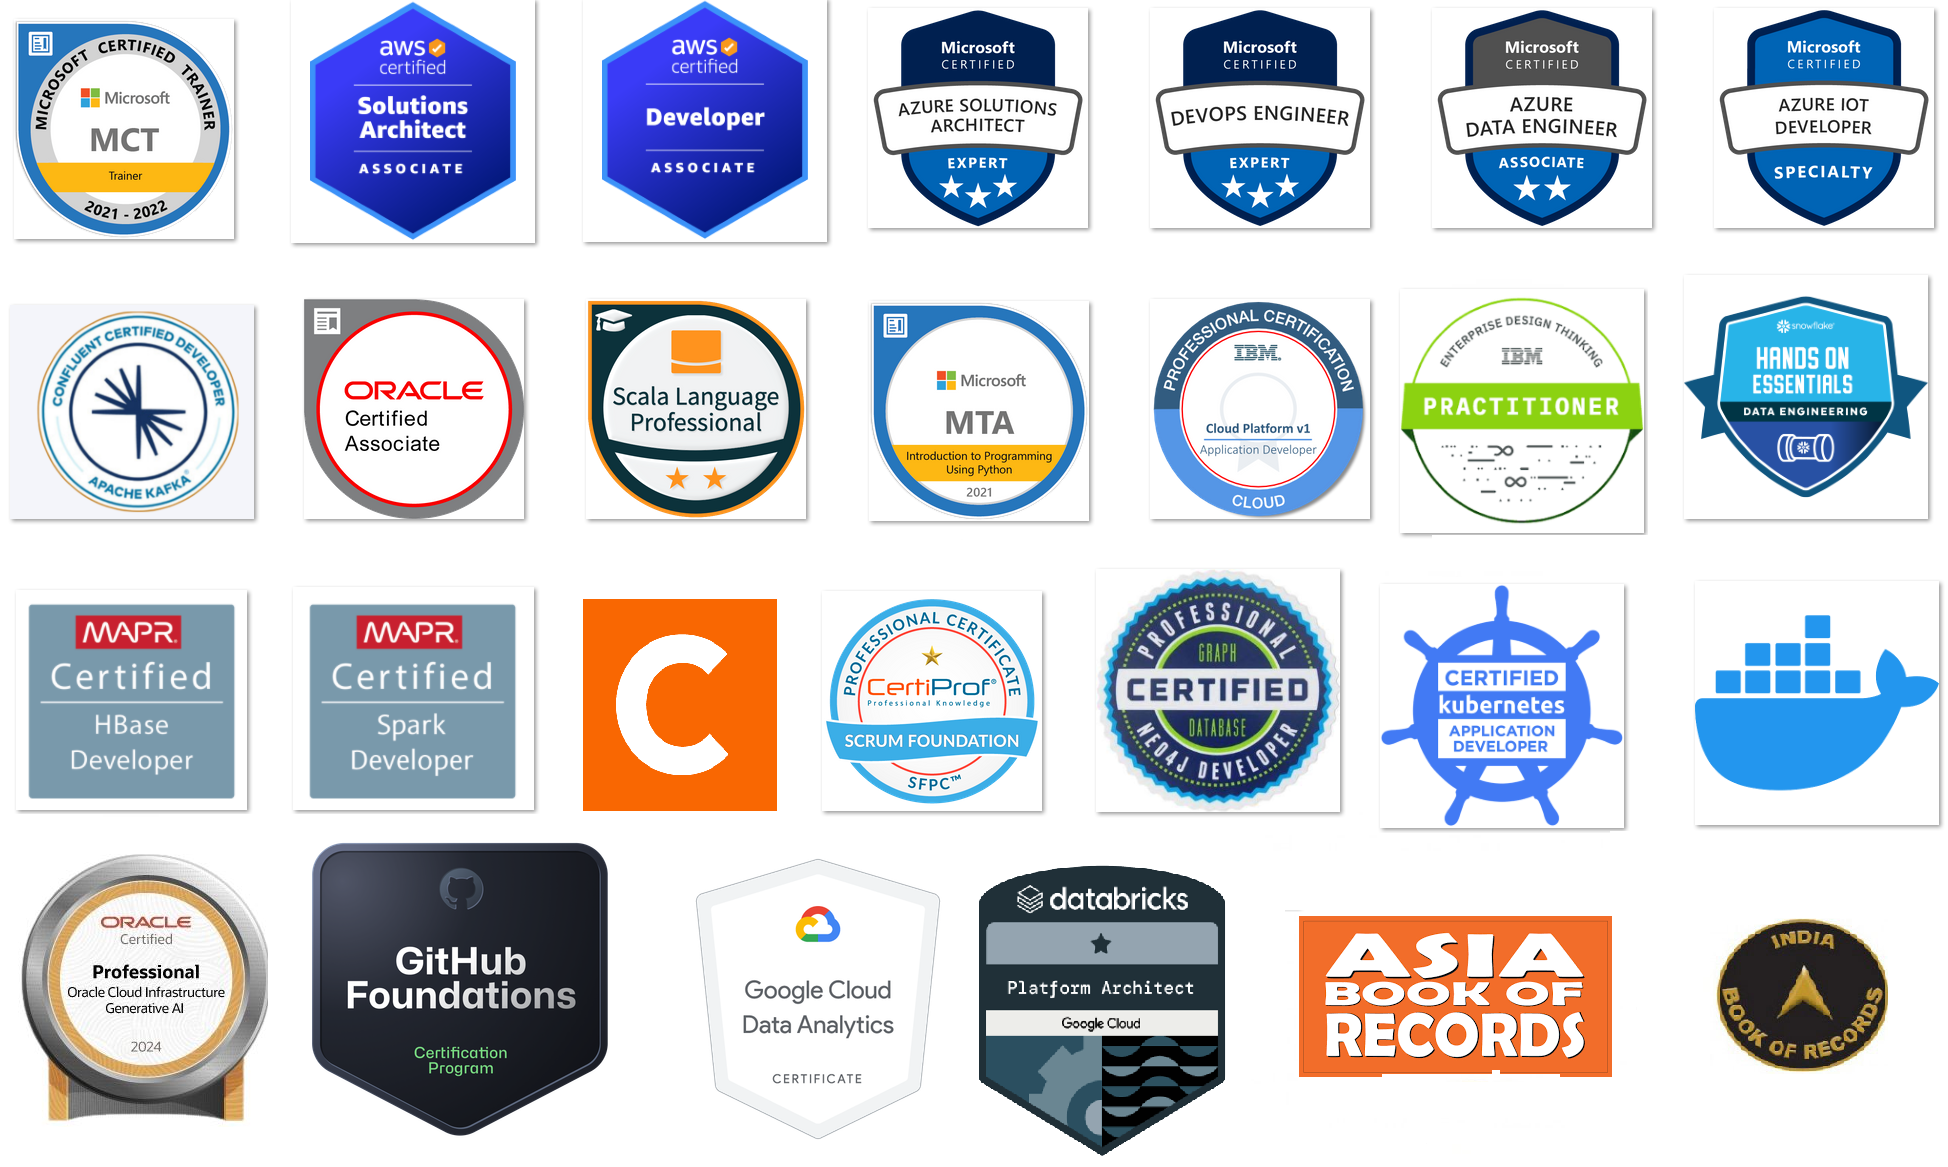 MICROSOFT CERTIFIED TRAINER
Microsoft
MCT
Trainer
2021 - 2022
aws
certified
Solutions
Architect
ASSOCIATE
aws
certified
Developer
ASSOCIATE
Microsoft
CERTIFIED
AZURE SOLUTIONS
ARCHITECT
EXPERT
Microsoft
CERTIFIED
DEVOPS ENGINEER
EXPERT
Microsoft
CERTIFIED
AZURE
DATA ENGINEER
ASSOCIATE
Microsoft
CERTIFIED
AZURE IOT
DEVELOPER
SPECIALTY
CONFLUENT CERTIFIED DEVELOPER
APACHE KAFKA®
ORACLE
Certified
Associate
Scala Language
Professional
Microsoft
MTA
Introduction to Programming
Using Python
2021
PROFESSIONAL CERTIFICATION
IBM.
Cloud Platform v1
Application Developer
CLOUD
ENTERPRISE DESIGN THINKING
IBM
PRACTITIONER
snowflake®
HANDS ON
ESSENTIALS
DATA ENGINEERING
MAPR.
Certified
HBase
Developer
MAPR.
Certified
Spark
Developer
C
PROFESSIONAL CERTIFICATE
CertiProf®
Professional Knowledge
SCRUM FOUNDATION
SFPC™
PROFESSIONAL
GRAPH
CERTIFIED
DATABASE
NEO4J DEVELOPER
CERTIFIED
kubernetes
APPLICATION
DEVELOPER
ORACLE
Certified
Professional
Oracle Cloud Infrastructure
Generative AI
2024
GitHub
Foundations
Certification
Program
Google Cloud
Data Analytics
CERTIFICATE
databricks
Platform Architect
Google Cloud
ASIA
BOOK OF
RECORDS
INDIA
BOOK OF RECORDS